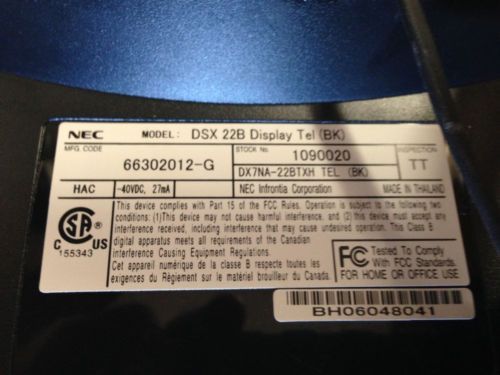 NEC MODEL: DSX 22B Display Tel (BK)
MFG. CODE STOCK No. INSPECTION
66302012-G 1090020 TT
DX7NA-22BTXH TEL (BK)
HAC -40VDC, 27mA NEC Infrontia Corporation MADE IN THAILAND
This device complies with Part 15 of the FCC Rules. Operation is subject to the following two
conditions: (1)This device may not cause harmful interference, and (2) this device must accept any
interference received, including interference that may cause undesired operation. This Class B
digital apparatus meets all requirements of the Canadian
Interference Causing Equipment Regulations.
Cet appareil numérique de la classe B respecte toutes les
exigences du Règlement sur le matériel brouilleur du Canada.
SA
C US
155343
FC Tested To Comply
With FCC Standards
FOR HOME OR OFFICE USE
BH06048041